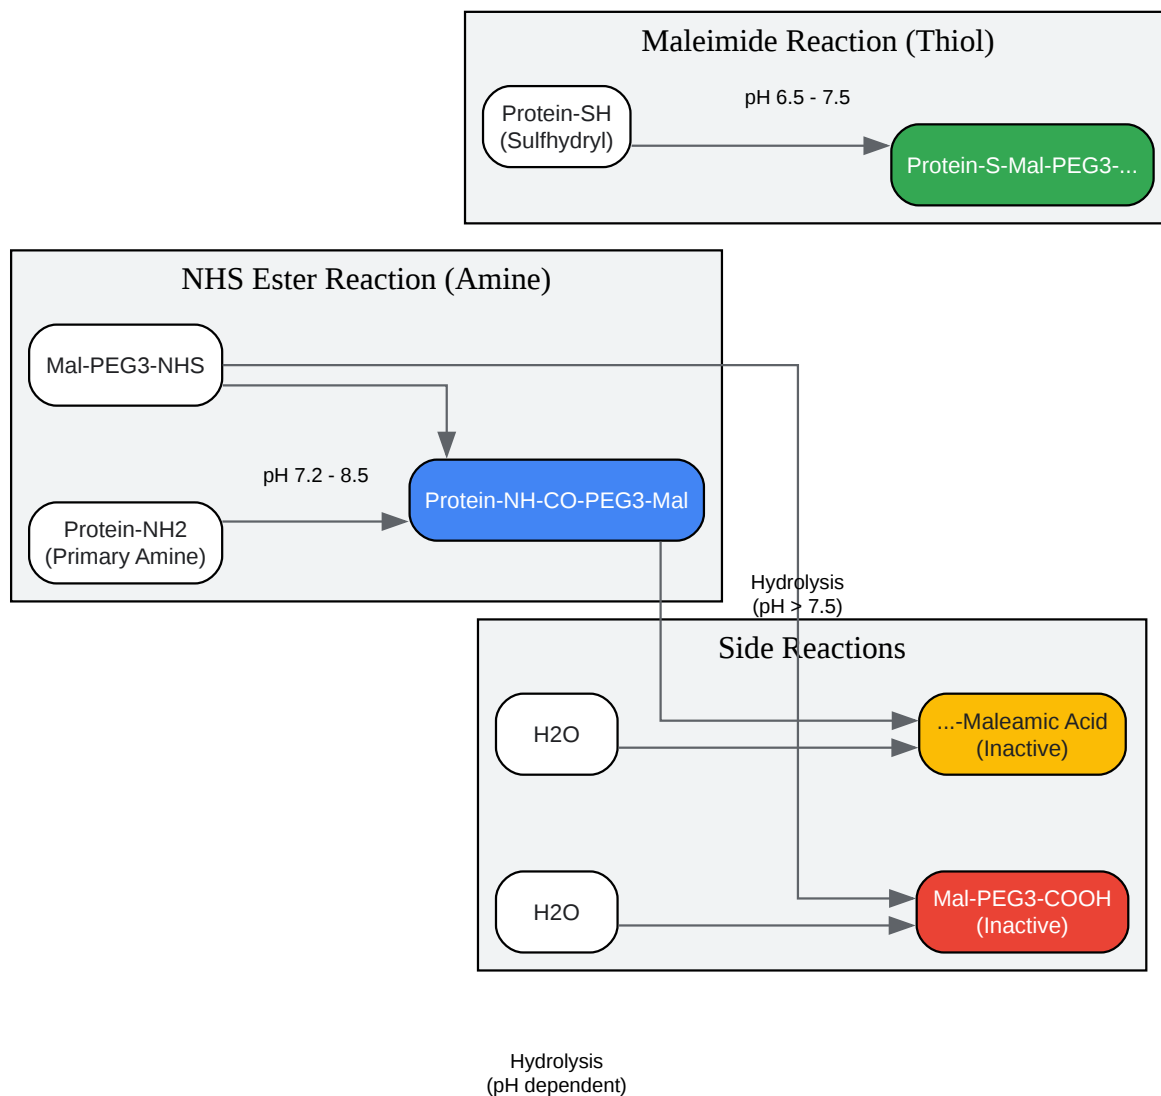 Maleimide Reaction (Thiol)
pH 6.5 - 7.5
Protein-SH
(Sulfhydryl)
Protein-S-Mal-PEG3-...
NHS Ester Reaction (Amine)
Mal-PEG3-NHS
pH 7.2 - 8.5
Protein-NH-CO-PEG3-Mal
Protein-NH2
(Primary Amine)
Hydrolysis
(pH > 7.5)
Side Reactions
H2O
...-Maleamic Acid
(Inactive)
H2O
Mal-PEG3-COOH
(Inactive)
Hydrolysis
(pH dependent)